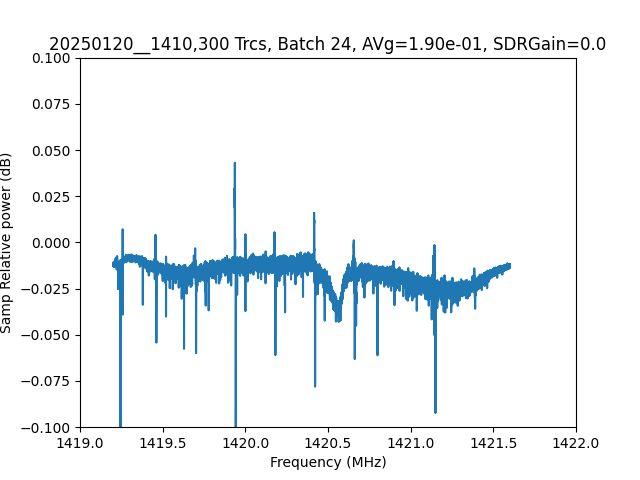 20250120__1410,300 Trcs, Batch 24, AVg=1.90e-01, SDRGain=0.0
0.100
0.075
0.050
0.025
0.000
−0.025
−0.050
−0.075
−0.100
Samp Relative power (dB)
1419.0 1419.5 1420.0 1420.5 1421.0 1421.5 1422.0
Frequency (MHz)